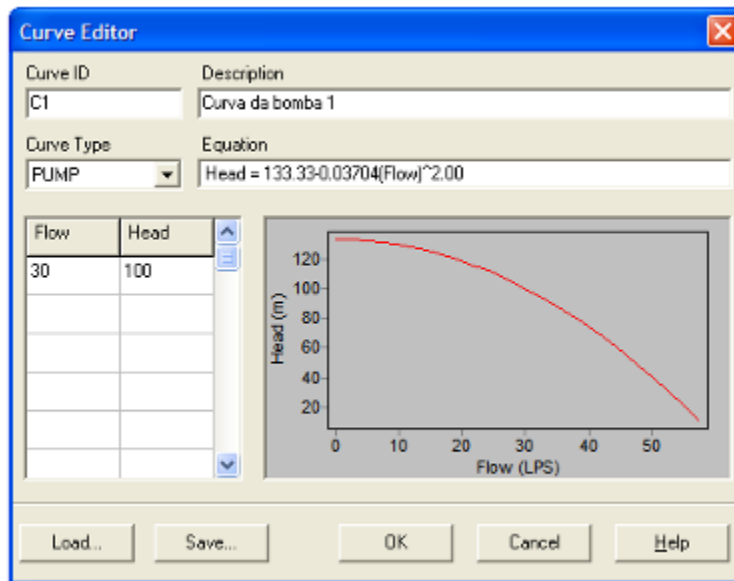 Curve Editor
Curve ID Description
C1 Curva da bomba 1
Curve Type Equation
PUMP Head = 133.33-0.03704(Flow)^2.00
Flow Head
30 100
120
100
80
60
40
20
Head (m)
0 10 20 30 40 50
Flow (LPS)
Load... Save... OK Cancel Help